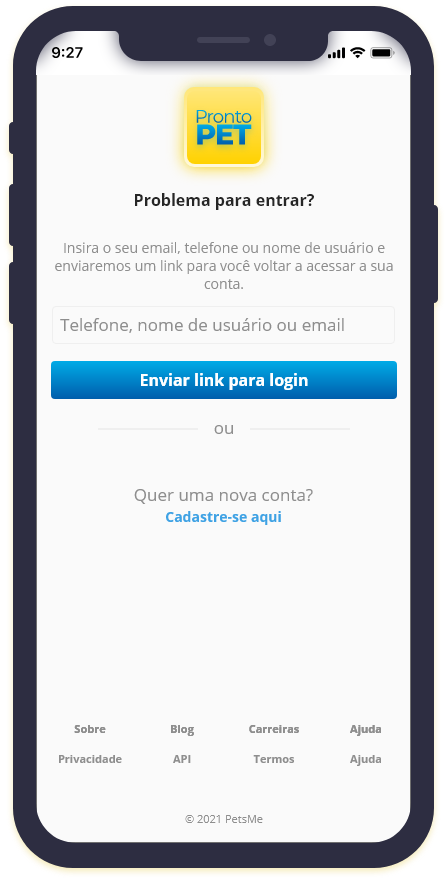 9:27
Pronto
PET
Problema para entrar?
Insira o seu email, telefone ou nome de usuário e
enviaremos um link para você voltar a acessar a sua
conta.
Telefone, nome de usuário ou email
Enviar link para login
ou
Quer uma nova conta?
Cadastre-se aqui
Sobre Blog Carreiras Ajuda
Privacidade API Termos Ajuda
© 2021 PetsMe